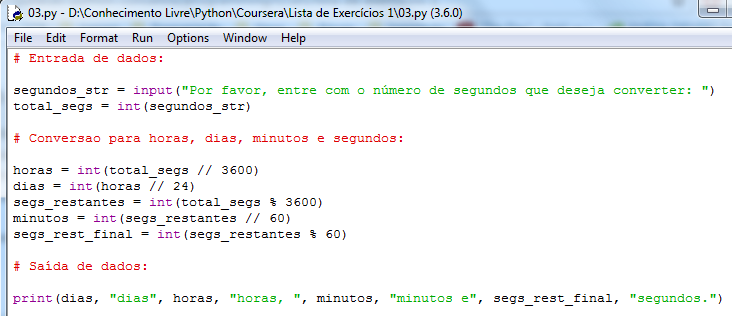 03.py - D:\Conhecimento Livre\Python\Coursera\Lista de Exercícios 1\03.py (3.6.0)
File Edit Format Run Options Window Help
# Entrada de dados:
segundos_str = input("Por favor, entre com o número de segundos que deseja converter: ")
total_segs = int(segundos_str)
# Conversao para horas, dias, minutos e segundos:
horas = int(total_segs // 3600)
dias = int(horas // 24)
segs_restantes = int(total_segs % 3600)
minutos = int(segs_restantes // 60)
segs_rest_final = int(segs_restantes % 60)
# Saída de dados:
print(dias, "dias", horas, "horas, ", minutos, "minutos e", segs_rest_final, "segundos.")